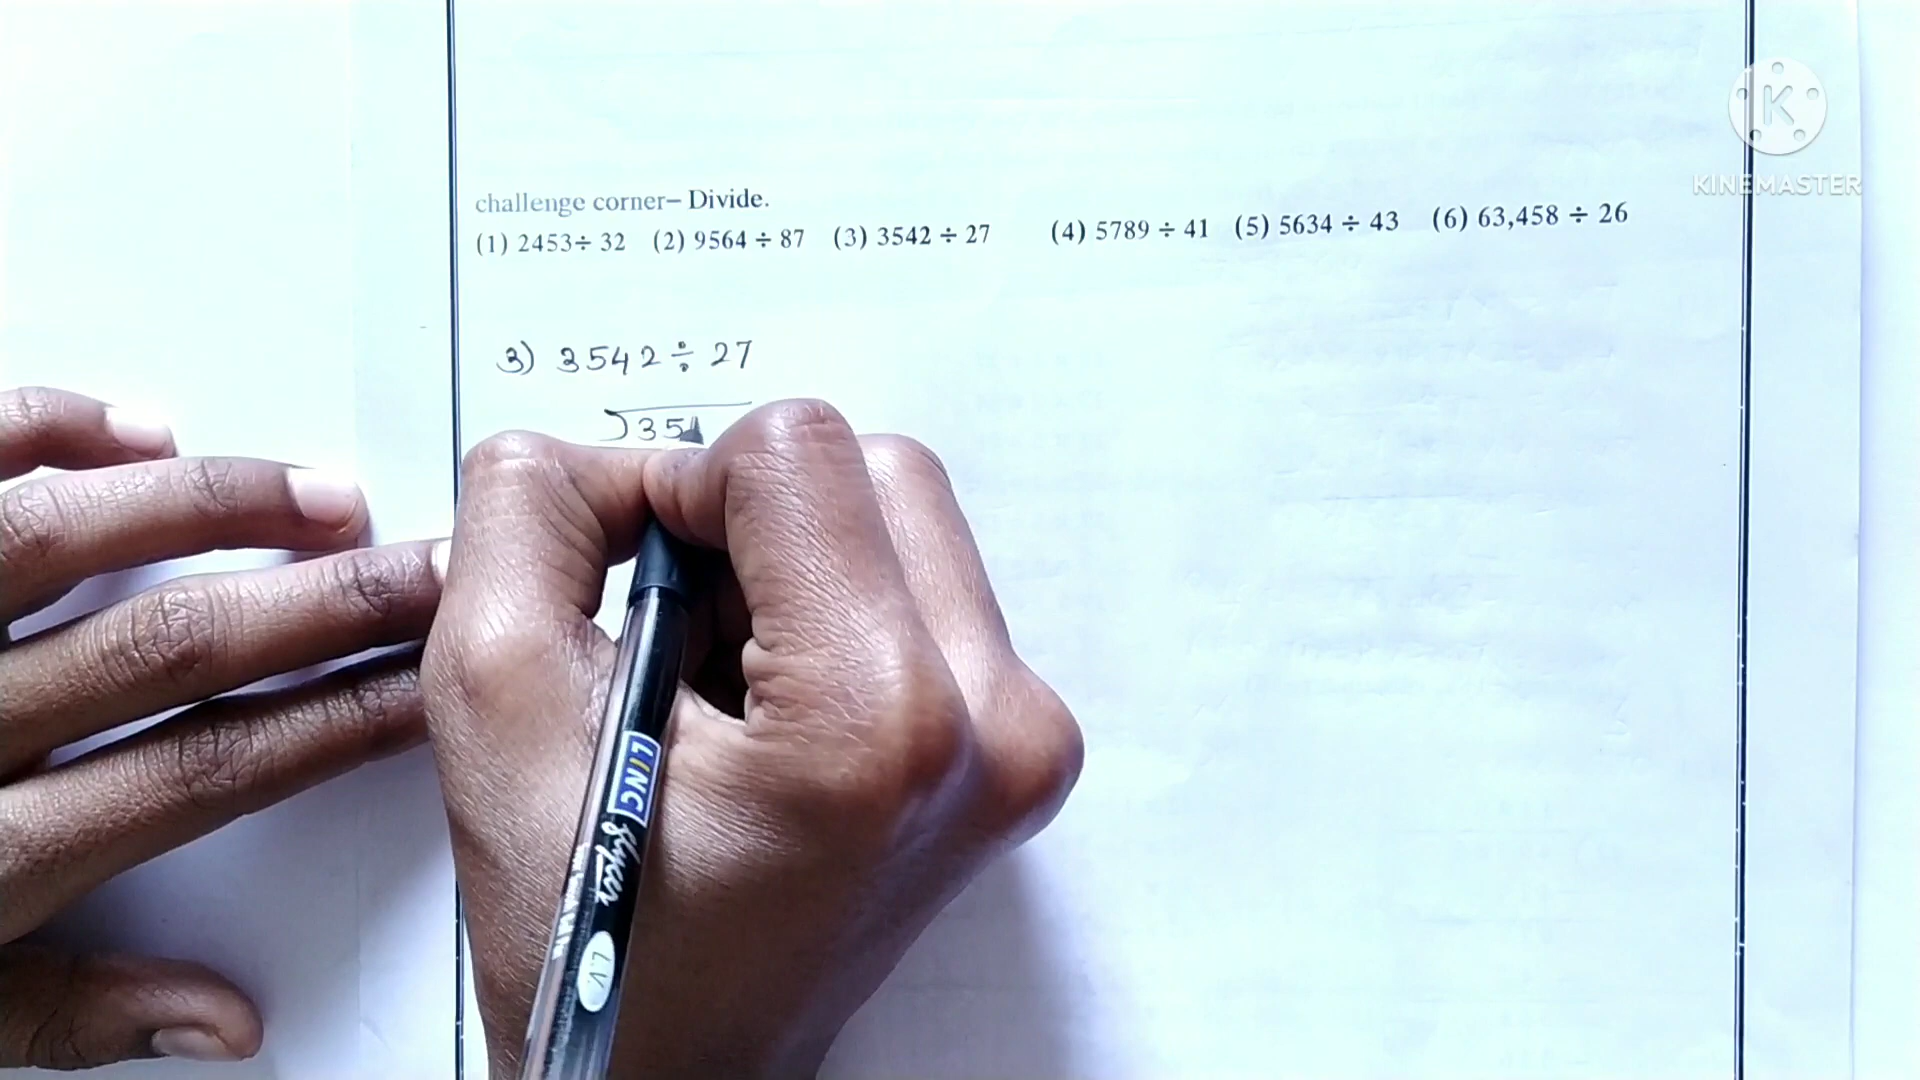 KINEMASTER
challenge corner– Divide.
(1) 2453÷ 32 (2) 9564 ÷ 87 (3) 3542 ÷ 27 (4) 5789 ÷ 41 (5) 5634 ÷ 43 (6) 63,458 ÷ 26
3) 3542 ÷ 27
35
LINC
L.V.